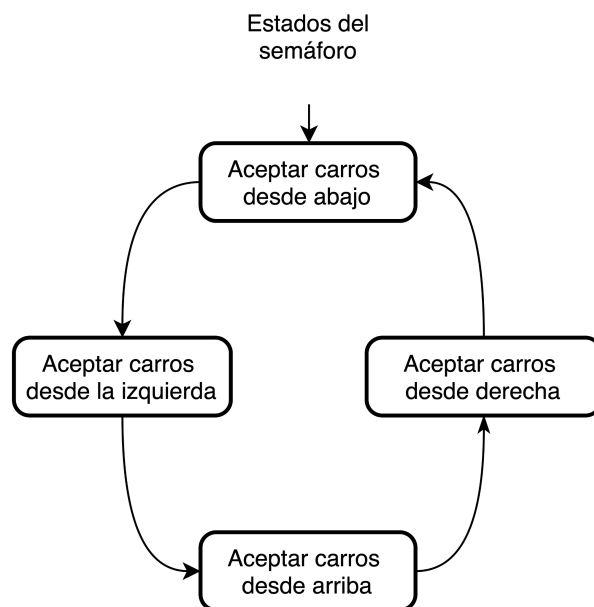 Estados del
semáforo
Aceptar carros
desde abajo
Aceptar carros
desde la izquierda
Aceptar carros
desde derecha
Aceptar carros
desde arriba